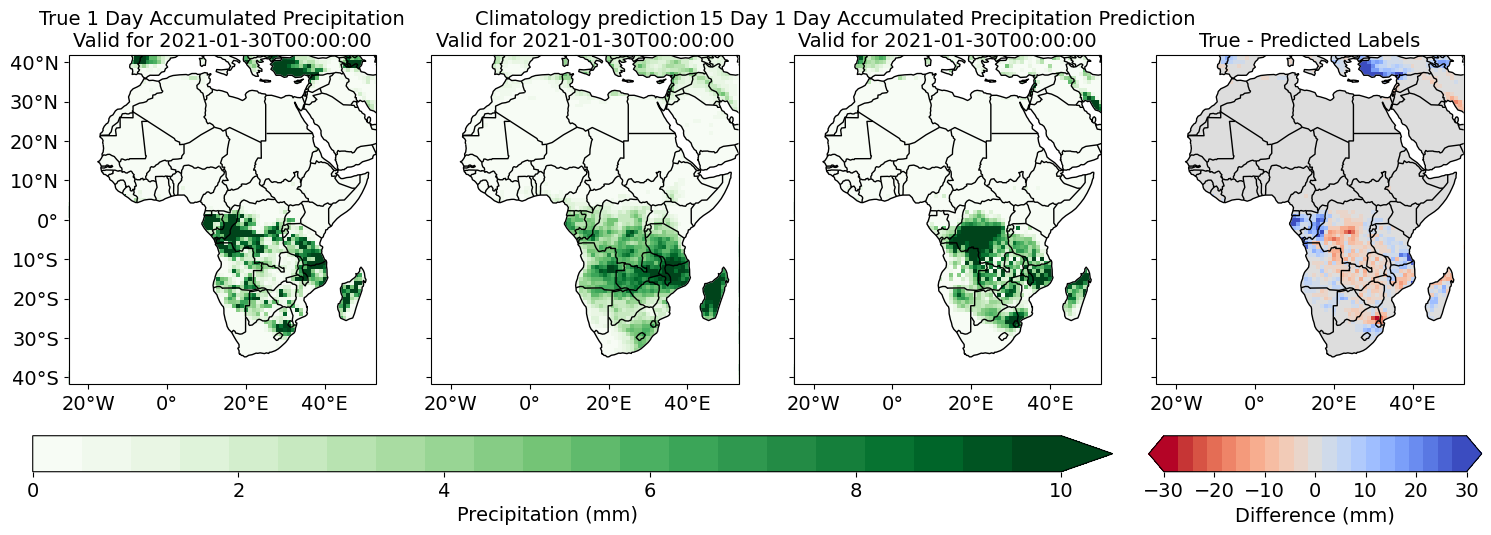 True 1 Day Accumulated Precipitation
Valid for 2021-01-30T00:00:00
Climatology prediction
Valid for 2021-01-30T00:00:00
15 Day 1 Day Accumulated Precipitation Prediction
Valid for 2021-01-30T00:00:00
True - Predicted Labels
40°N
30°N
20°N
10°N
0°
10°S
20°S
30°S
40°S
20°W 0° 20°E 40°E
20°W 0° 20°E 40°E
20°W 0° 20°E 40°E
20°W 0° 20°E 40°E
0 2 4 6 8 10
Precipitation (mm)
−30 −20 −10 0 10 20 30
Difference (mm)